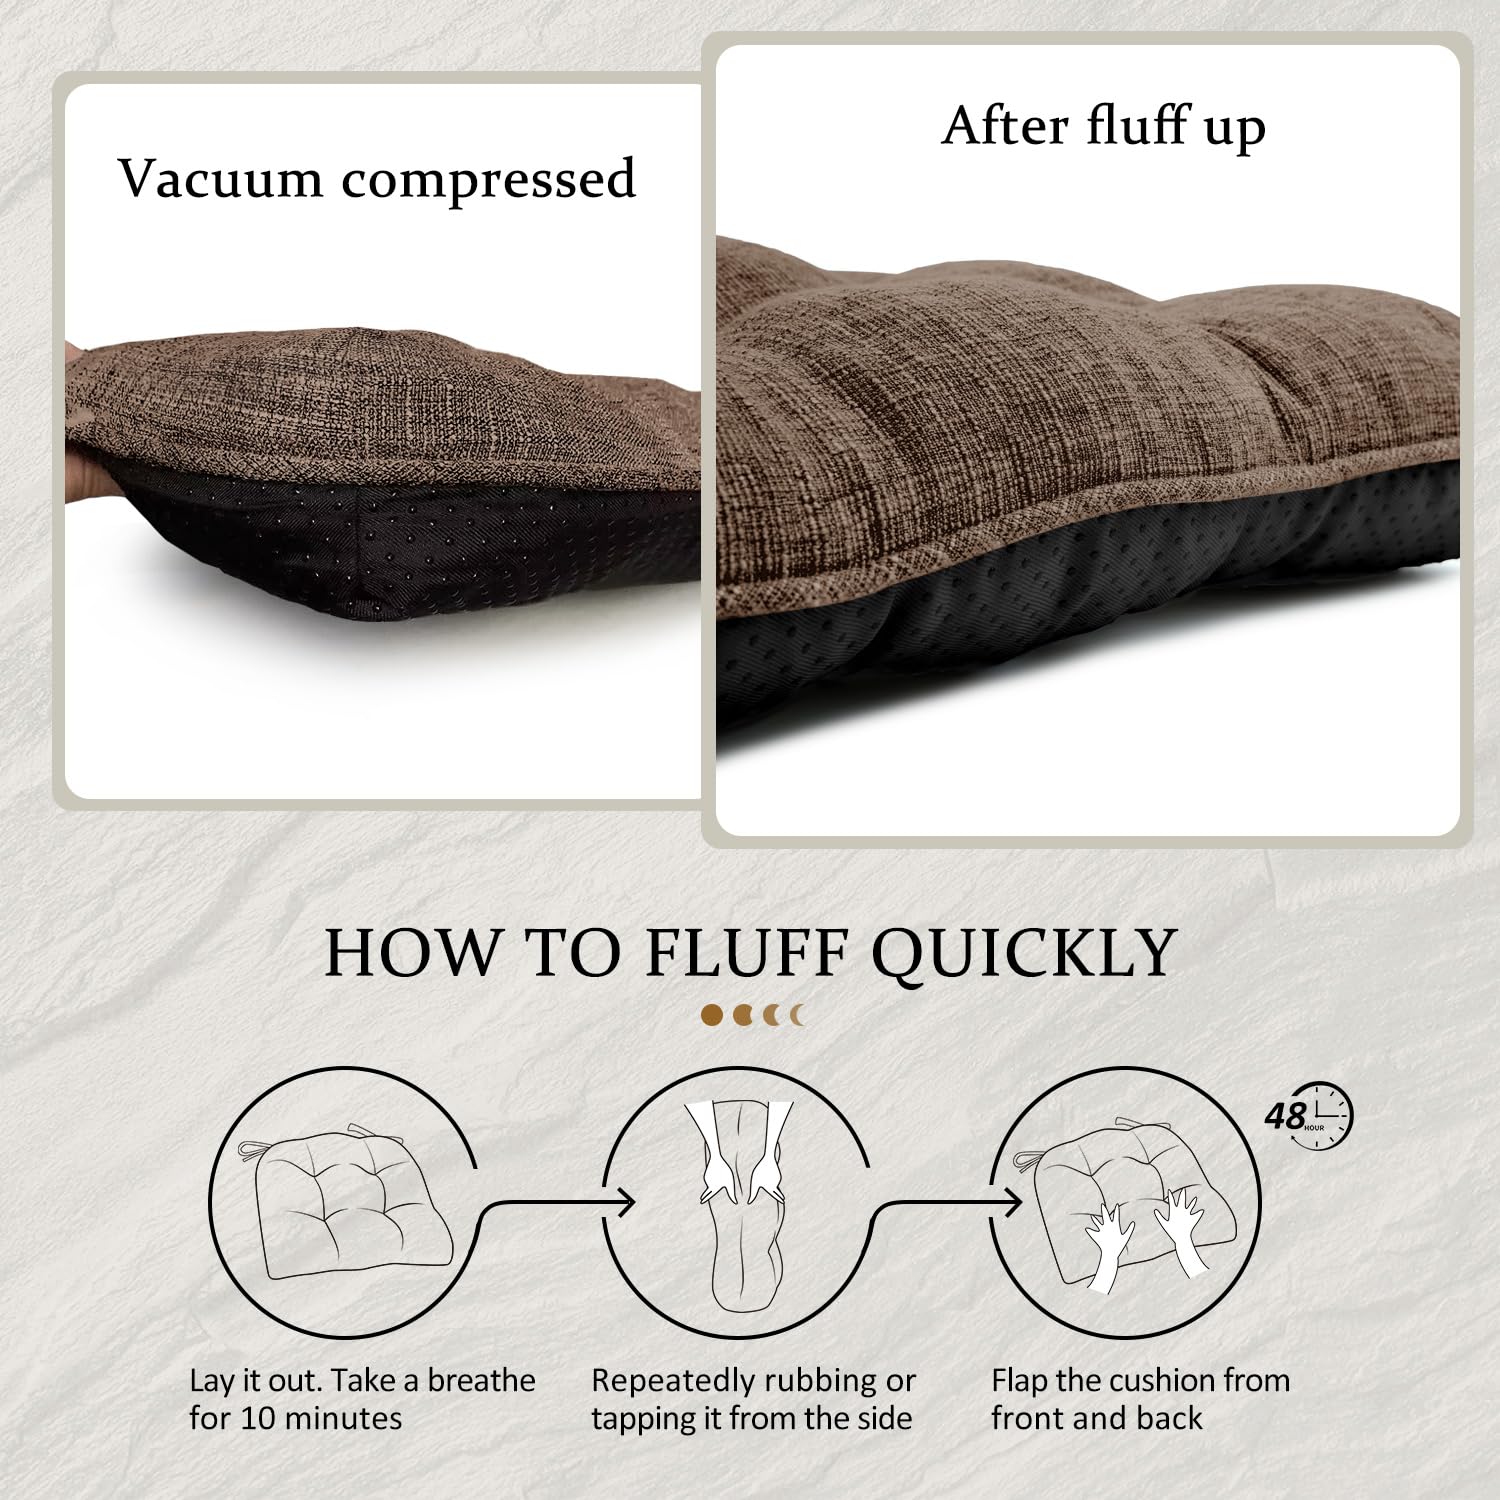 Vacuum compressed
After fluff up
HOW TO FLUFF QUICKLY
48 HOUR
Lay it out. Take a breathe
for 10 minutes
Repeatedly rubbing or
tapping it from the side
Flap the cushion from
front and back